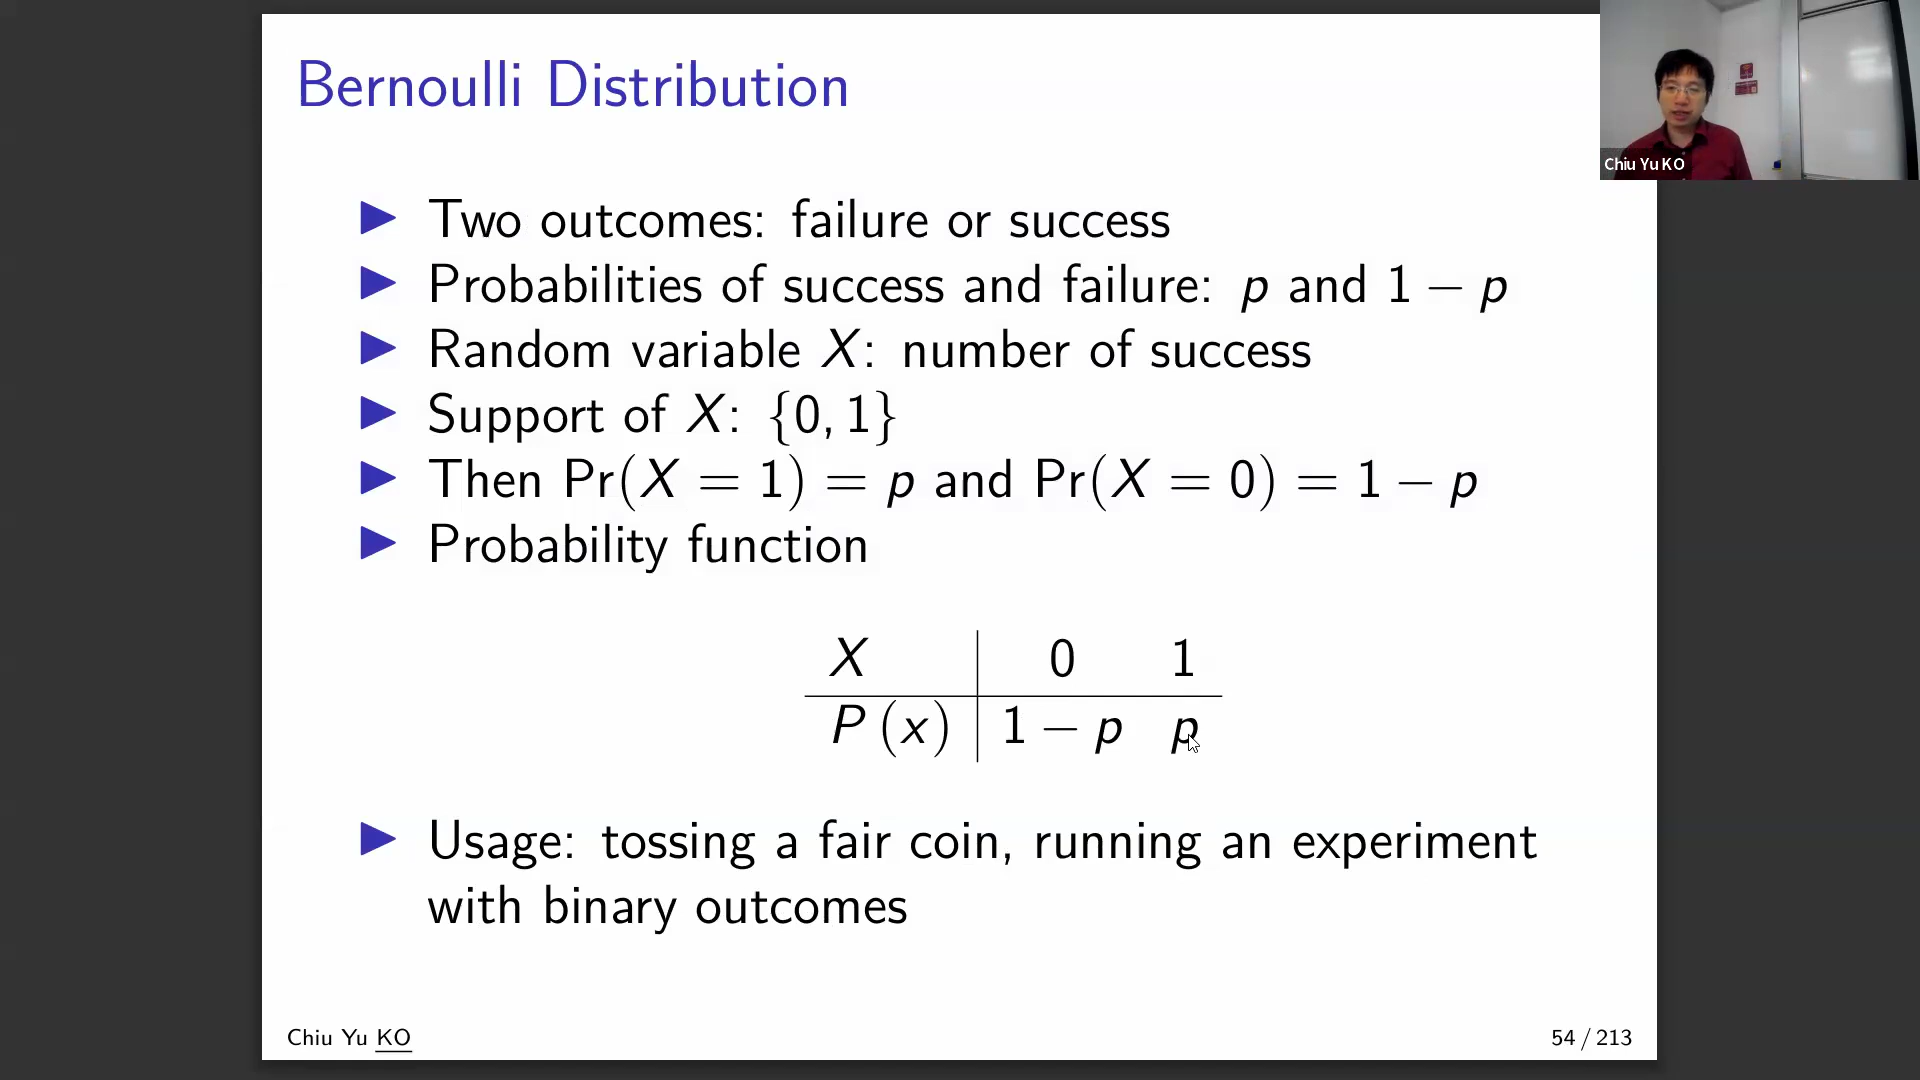 Bernoulli Distribution
Chiu Yu KO
▶ Two outcomes: failure or success
▶ Probabilities of success and failure: p and 1 − p
▶ Random variable X: number of success
▶ Support of X: {0, 1}
▶ Then Pr(X = 1) = p and Pr(X = 0) = 1 − p
▶ Probability function
X 0 1
P (x) 1 − p p
▶ Usage: tossing a fair coin, running an experiment
with binary outcomes
Chiu Yu KO
54 / 213